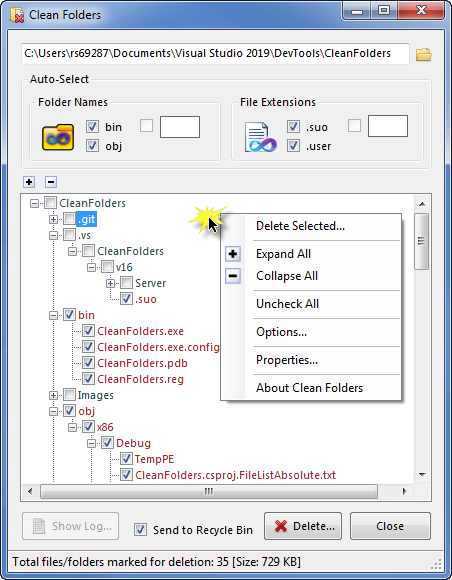 Clean Folders
C:\Users\rs69287\Documents\Visual Studio 2019\DevTools\CleanFolders
Auto-Select
Folder Names
bin
obj
File Extensions
.suo
.user
CleanFolders
.git
.vs
CleanFolders
v16
Server
.suo
bin
CleanFolders.exe
CleanFolders.exe.config
CleanFolders.pdb
CleanFolders.reg
Images
obj
x86
Debug
TempPE
CleanFolders.csproj.FileListAbsolute.txt
Delete Selected...
Expand All
Collapse All
Uncheck All
Options...
Properties...
About Clean Folders
Show Log...
Send to Recycle Bin
Delete...
Close
Total files/folders marked for deletion: 35 [Size: 729 KB]